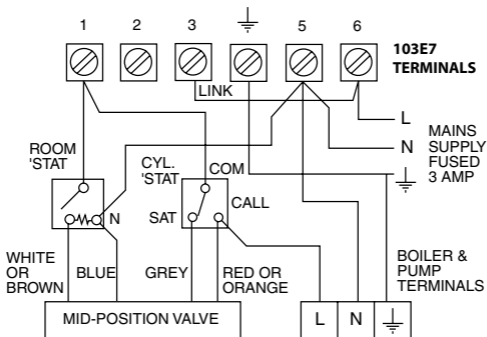 1 2 3 5 6
103E7
TERMINALS
LINK
L
N
MAINS
SUPPLY
FUSED
3 AMP
ROOM
'STAT
N
CYL.
'STAT
COM
SAT
CALL
WHITE
OR
BROWN
BLUE
GREY
RED OR
ORANGE
BOILER &
PUMP
TERMINALS
MID-POSITION VALVE
L N